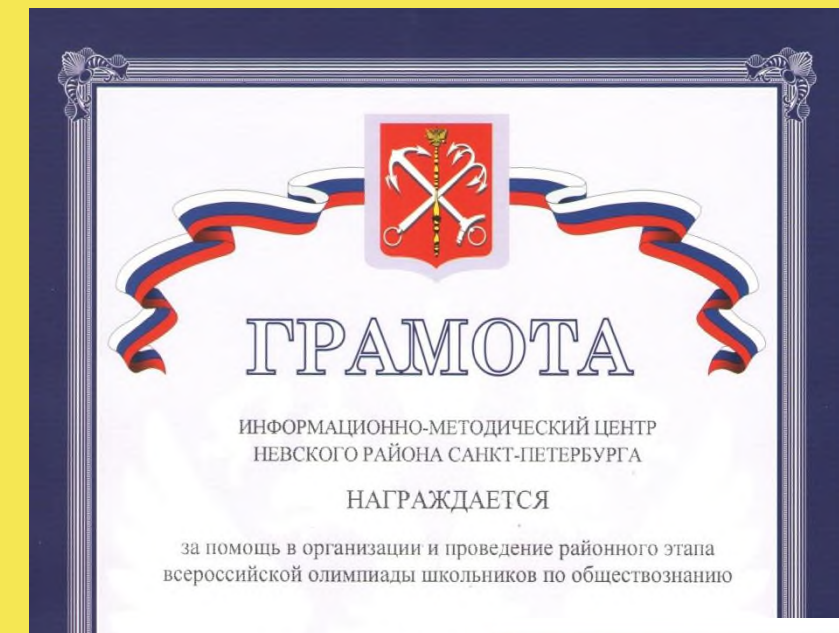 ГРАМОТА
ИНФОРМАЦИОННО-МЕТОДИЧЕСКИЙ ЦЕНТР
НЕВСКОГО РАЙОНА САНКТ-ПЕТЕРБУРГА
НАГРАЖДАЕТСЯ
за помощь в организации и проведение районного этапа
всероссийской олимпиады школьников по обществознанию